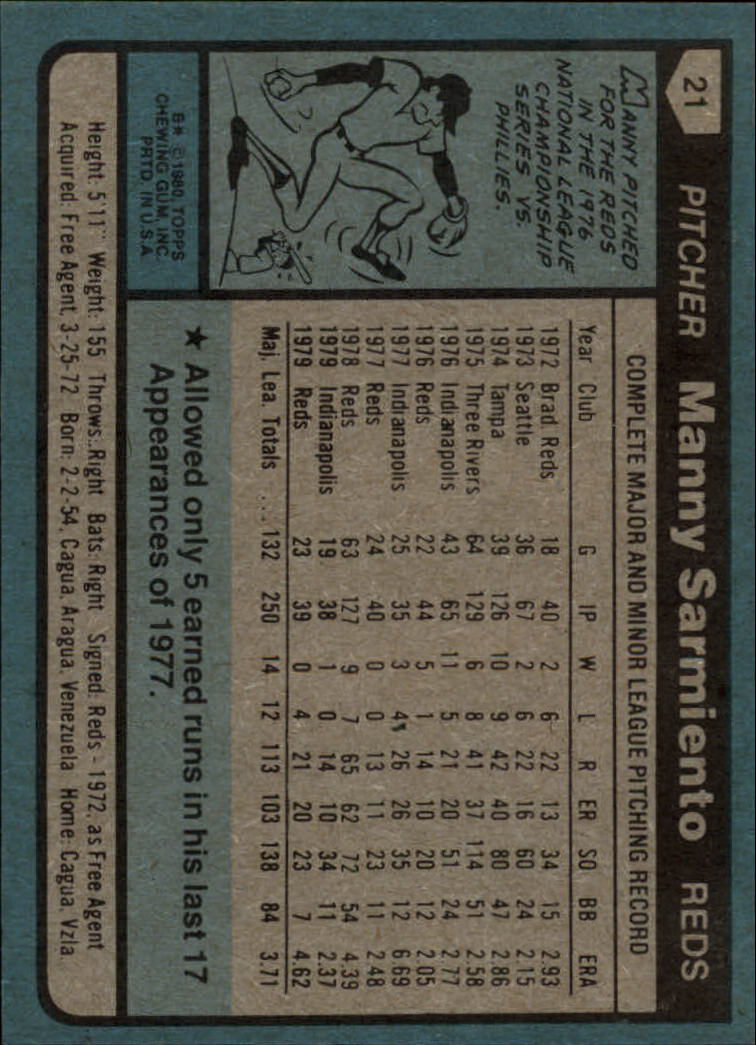 21 PITCHER Manny Sarmiento REDS
MANNY PITCHED
FOR THE REDS
IN THE 1976
NATIONAL LEAGUE
CHAMPIONSHIP
SERIES VS.
PHILLIES.
B* © 1980 TOPPS
CHEWING GUM, INC.
PRTD. IN U.S.A.
COMPLETE MAJOR AND MINOR LEAGUE PITCHING RECORD
Year Club G IP W L R ER SO BB ERA
1972 Brad. Reds 18 40 2 6 22 13 34 15 2.93
1973 Seattle 36 67 2 6 22 16 60 24 2.15
1974 Tampa 39 126 10 9 42 40 80 47 2.86
1975 Three Rivers 64 129 6 8 41 37 114 51 2.58
1976 Indianapolis 43 65 11 5 21 20 51 24 2.77
1976 Reds 22 44 5 1 14 10 20 12 2.05
1977 Indianapolis 25 35 3 4 26 26 35 12 6.69
1977 Reds 24 40 0 0 13 11 23 11 2.48
1978 Reds 63 127 9 7 65 62 72 54 4.39
1979 Indianapolis 19 38 1 0 14 10 34 11 2.37
1979 Reds 23 39 0 4 21 20 23 7 4.62
Maj. Lea. Totals ... 132 250 14 12 113 103 138 84 3.71
★ Allowed only 5 earned runs in his last 17
Appearances of 1977.
Height: 5'11" Weight: 155 Throws: Right Bats: Right Signed: Reds - 1972, as Free Agent
Acquired: Free Agent, 3-25-72 Born: 2-2-54, Cagua, Aragua, Venezuela Home: Cagua, Vzla.